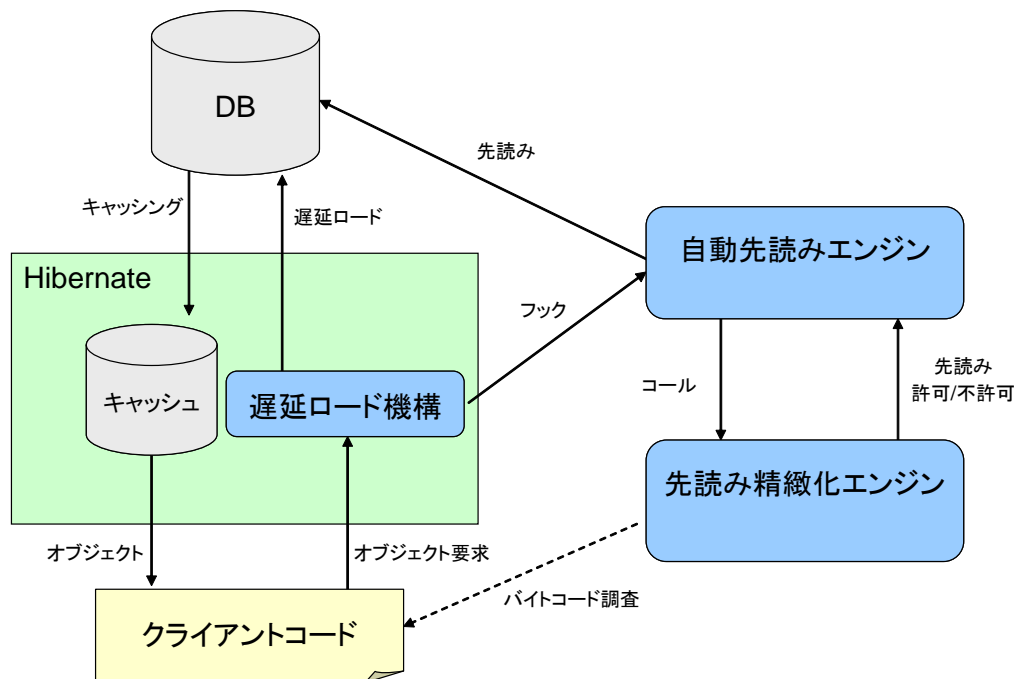 DB
先読み
キャッシング
遅延ロード
自動先読みエンジン
Hibernate
フック
キャッシュ
遅延ロード機構
コール
先読み
許可/不許可
先読み精緻化エンジン
オブジェクト
オブジェクト要求
バイトコード調査
クライアントコード